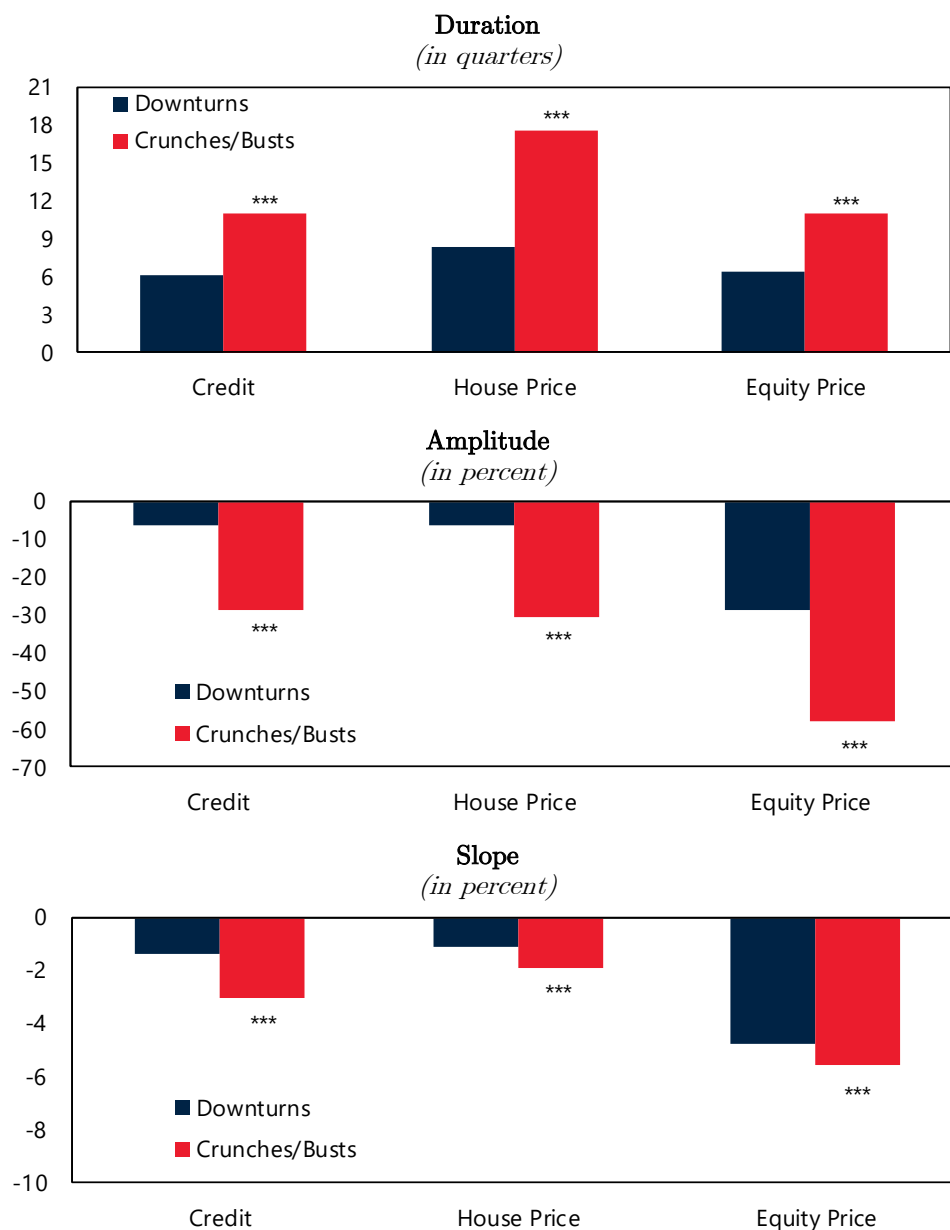 Duration
(in quarters)
21
18
15
12
9
6
3
0
Downturns
Crunches/Busts
***
***
***
Credit House Price Equity Price
Amplitude
(in percent)
0
-10
-20
-30
-40
-50
-60
-70
***
***
***
Downturns
Crunches/Busts
Credit House Price Equity Price
Slope
(in percent)
0
-2
-4
-6
-8
-10
***
***
***
Downturns
Crunches/Busts
Credit House Price Equity Price